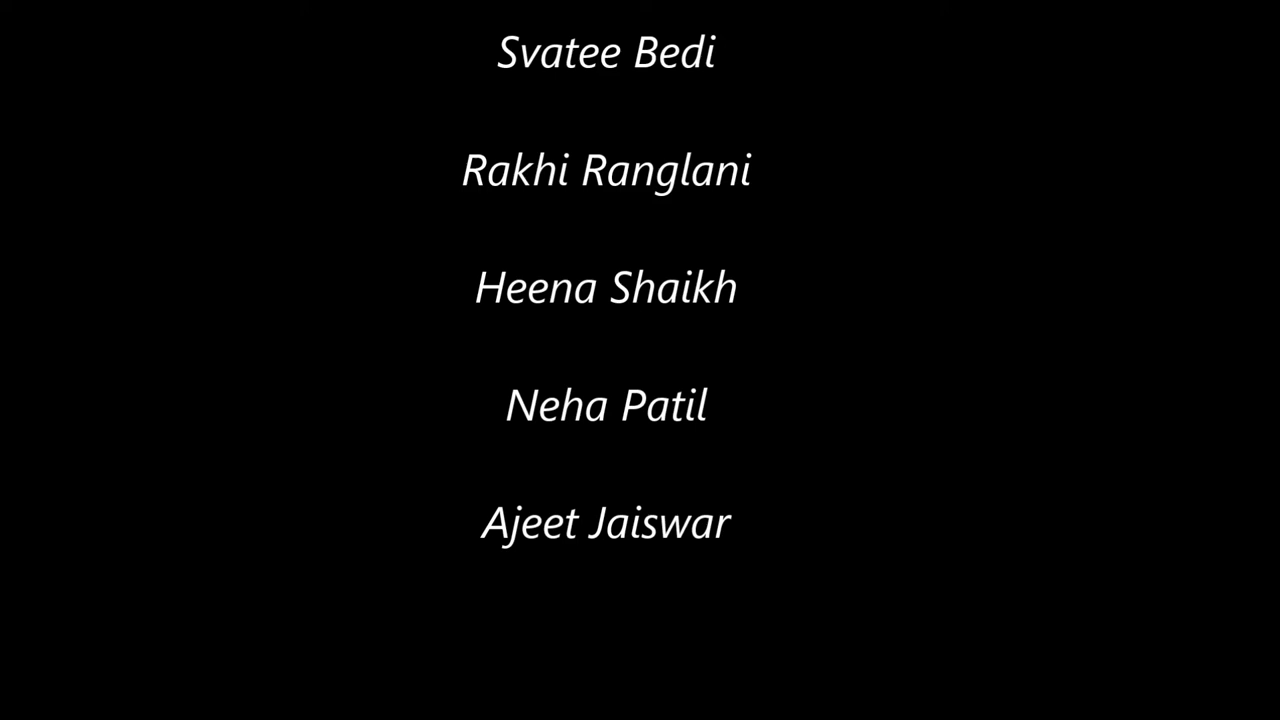 Svatee Bedi
Rakhi Ranglani
Heena Shaikh
Neha Patil
Ajeet Jaiswar